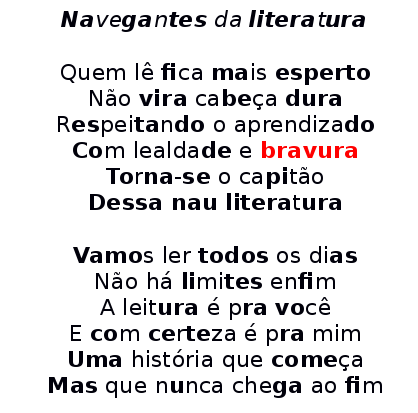 Navegantes da literatura
Quem lê fica mais esperto
Não vira cabeça dura
Respeitando o aprendizado
Com lealdade e bravura
Torna-se o capitão
Dessa nau literatura
Vamos ler todos os dias
Não há limites enfim
A leitura é pra você
E com certeza é pra mim
Uma história que começa
Mas que nunca chega ao fim